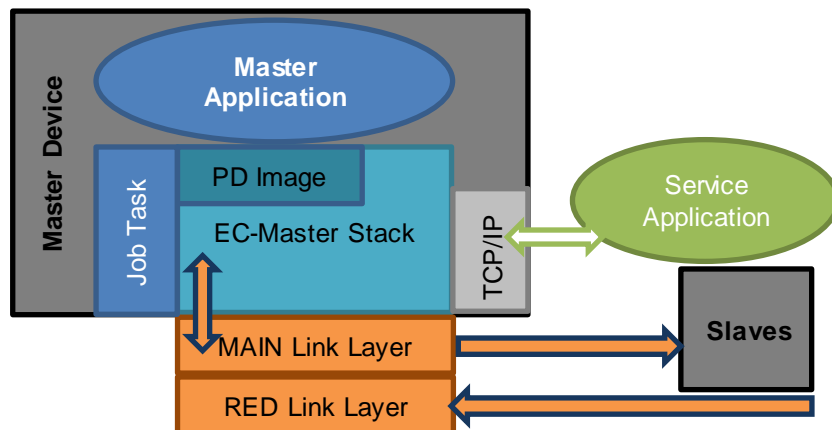 Master
Application
Master Device
Job Task
PD Image
EC-Master Stack
TCP/IP
Service
Application
MAIN Link Layer
Slaves
RED Link Layer